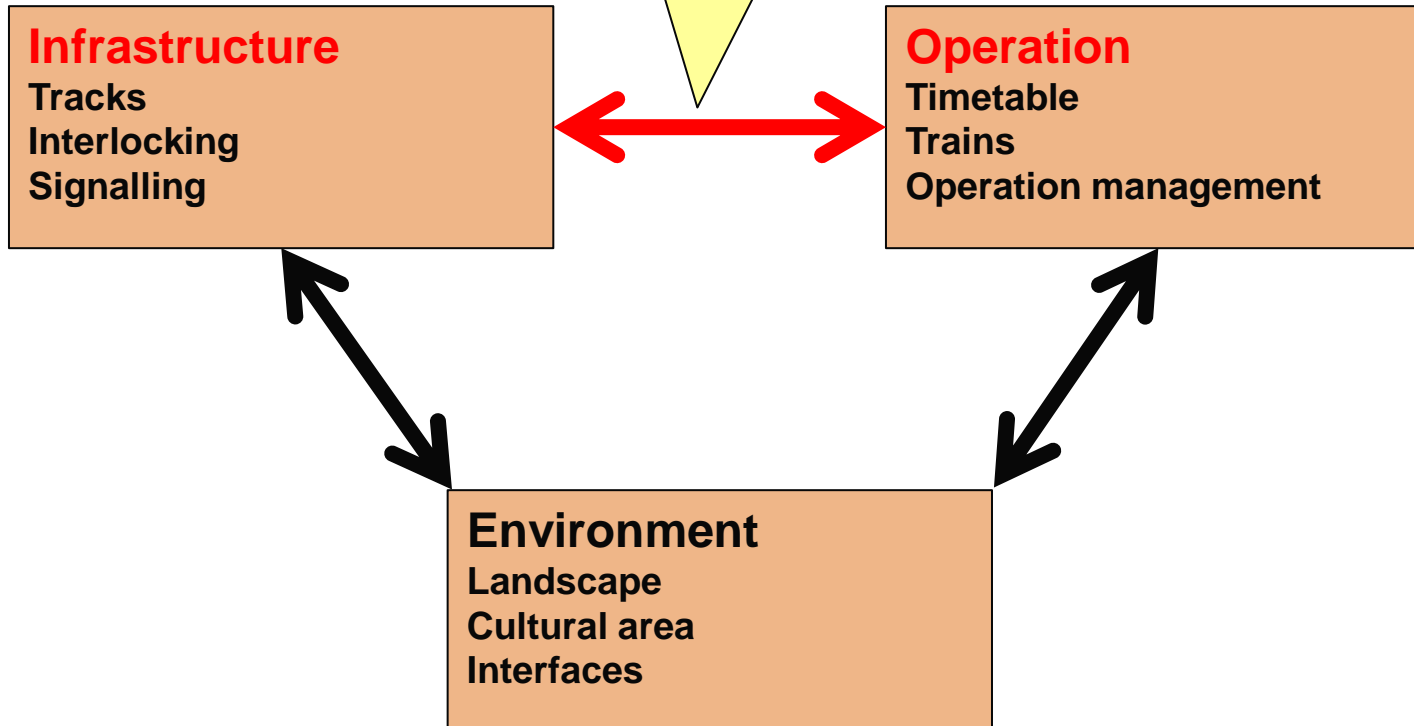 Infrastructure
Tracks
Interlocking
Signalling
Operation
Timetable
Trains
Operation management
Environment
Landscape
Cultural area
Interfaces